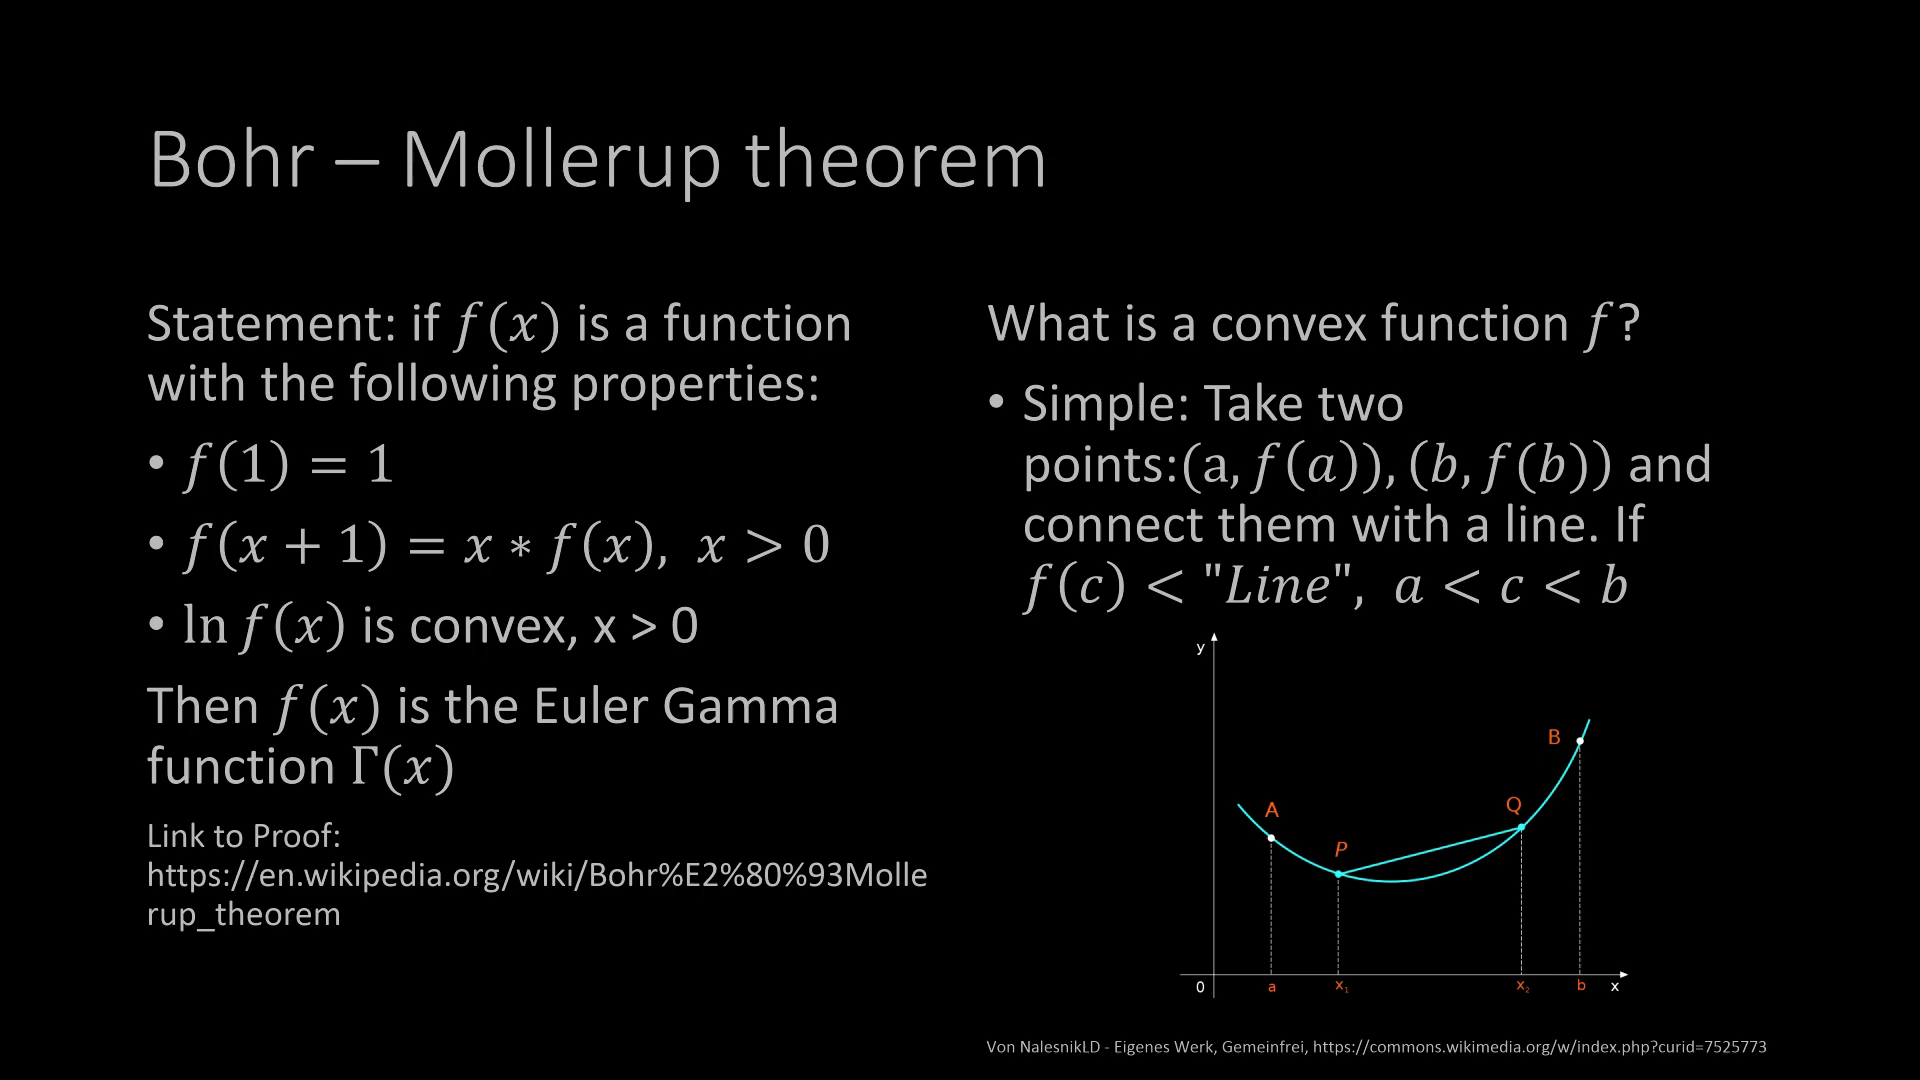 Bohr – Mollerup theorem
Statement: if 𝑓(𝑥) is a function
with the following properties:
• 𝑓(1) = 1
• 𝑓(𝑥 + 1) = 𝑥 ∗ 𝑓(𝑥), 𝑥 > 0
• ln 𝑓(𝑥) is convex, x > 0
Then 𝑓(𝑥) is the Euler Gamma
function Γ(𝑥)
Link to Proof:
https://en.wikipedia.org/wiki/Bohr%E2%80%93Molle
rup_theorem
What is a convex function 𝑓?
• Simple: Take two
points:(a, 𝑓(𝑎)), (𝑏, 𝑓(𝑏)) and
connect them with a line. If
𝑓(𝑐) < "𝐿𝑖𝑛𝑒", 𝑎 < 𝑐 < 𝑏
y
B
Q
A
P
0 a x₁ x₂ b x
Von NalesnikLD - Eigenes Werk, Gemeinfrei, https://commons.wikimedia.org/w/index.php?curid=7525773